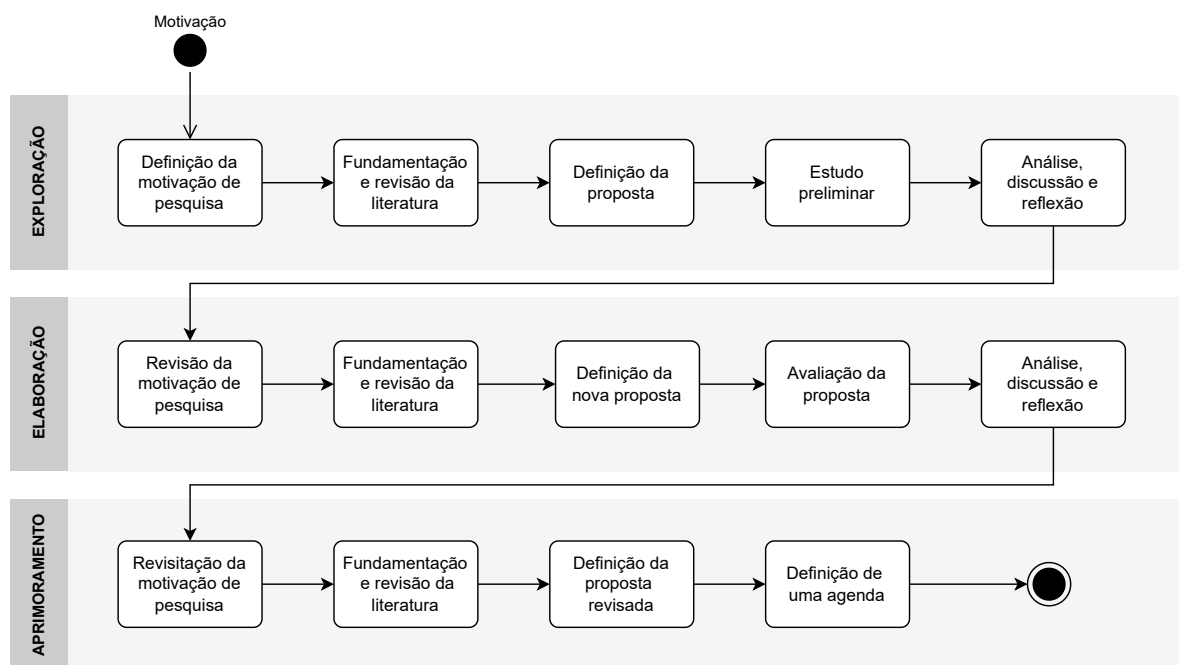 Motivação
EXPLORAÇÃO
Definição da
motivação de
pesquisa
Fundamentação
e revisão da
literatura
Definição da
proposta
Estudo
preliminar
Análise,
discussão e
reflexão
ELABORAÇÃO
Revisão da
motivação de
pesquisa
Fundamentação
e revisão da
literatura
Definição da
nova proposta
Avaliação da
proposta
Análise,
discussão e
reflexão
APRIMORAMENTO
Revisitação da
motivação de
pesquisa
Fundamentação
e revisão da
literatura
Definição da
proposta
revisada
Definição de
uma agenda